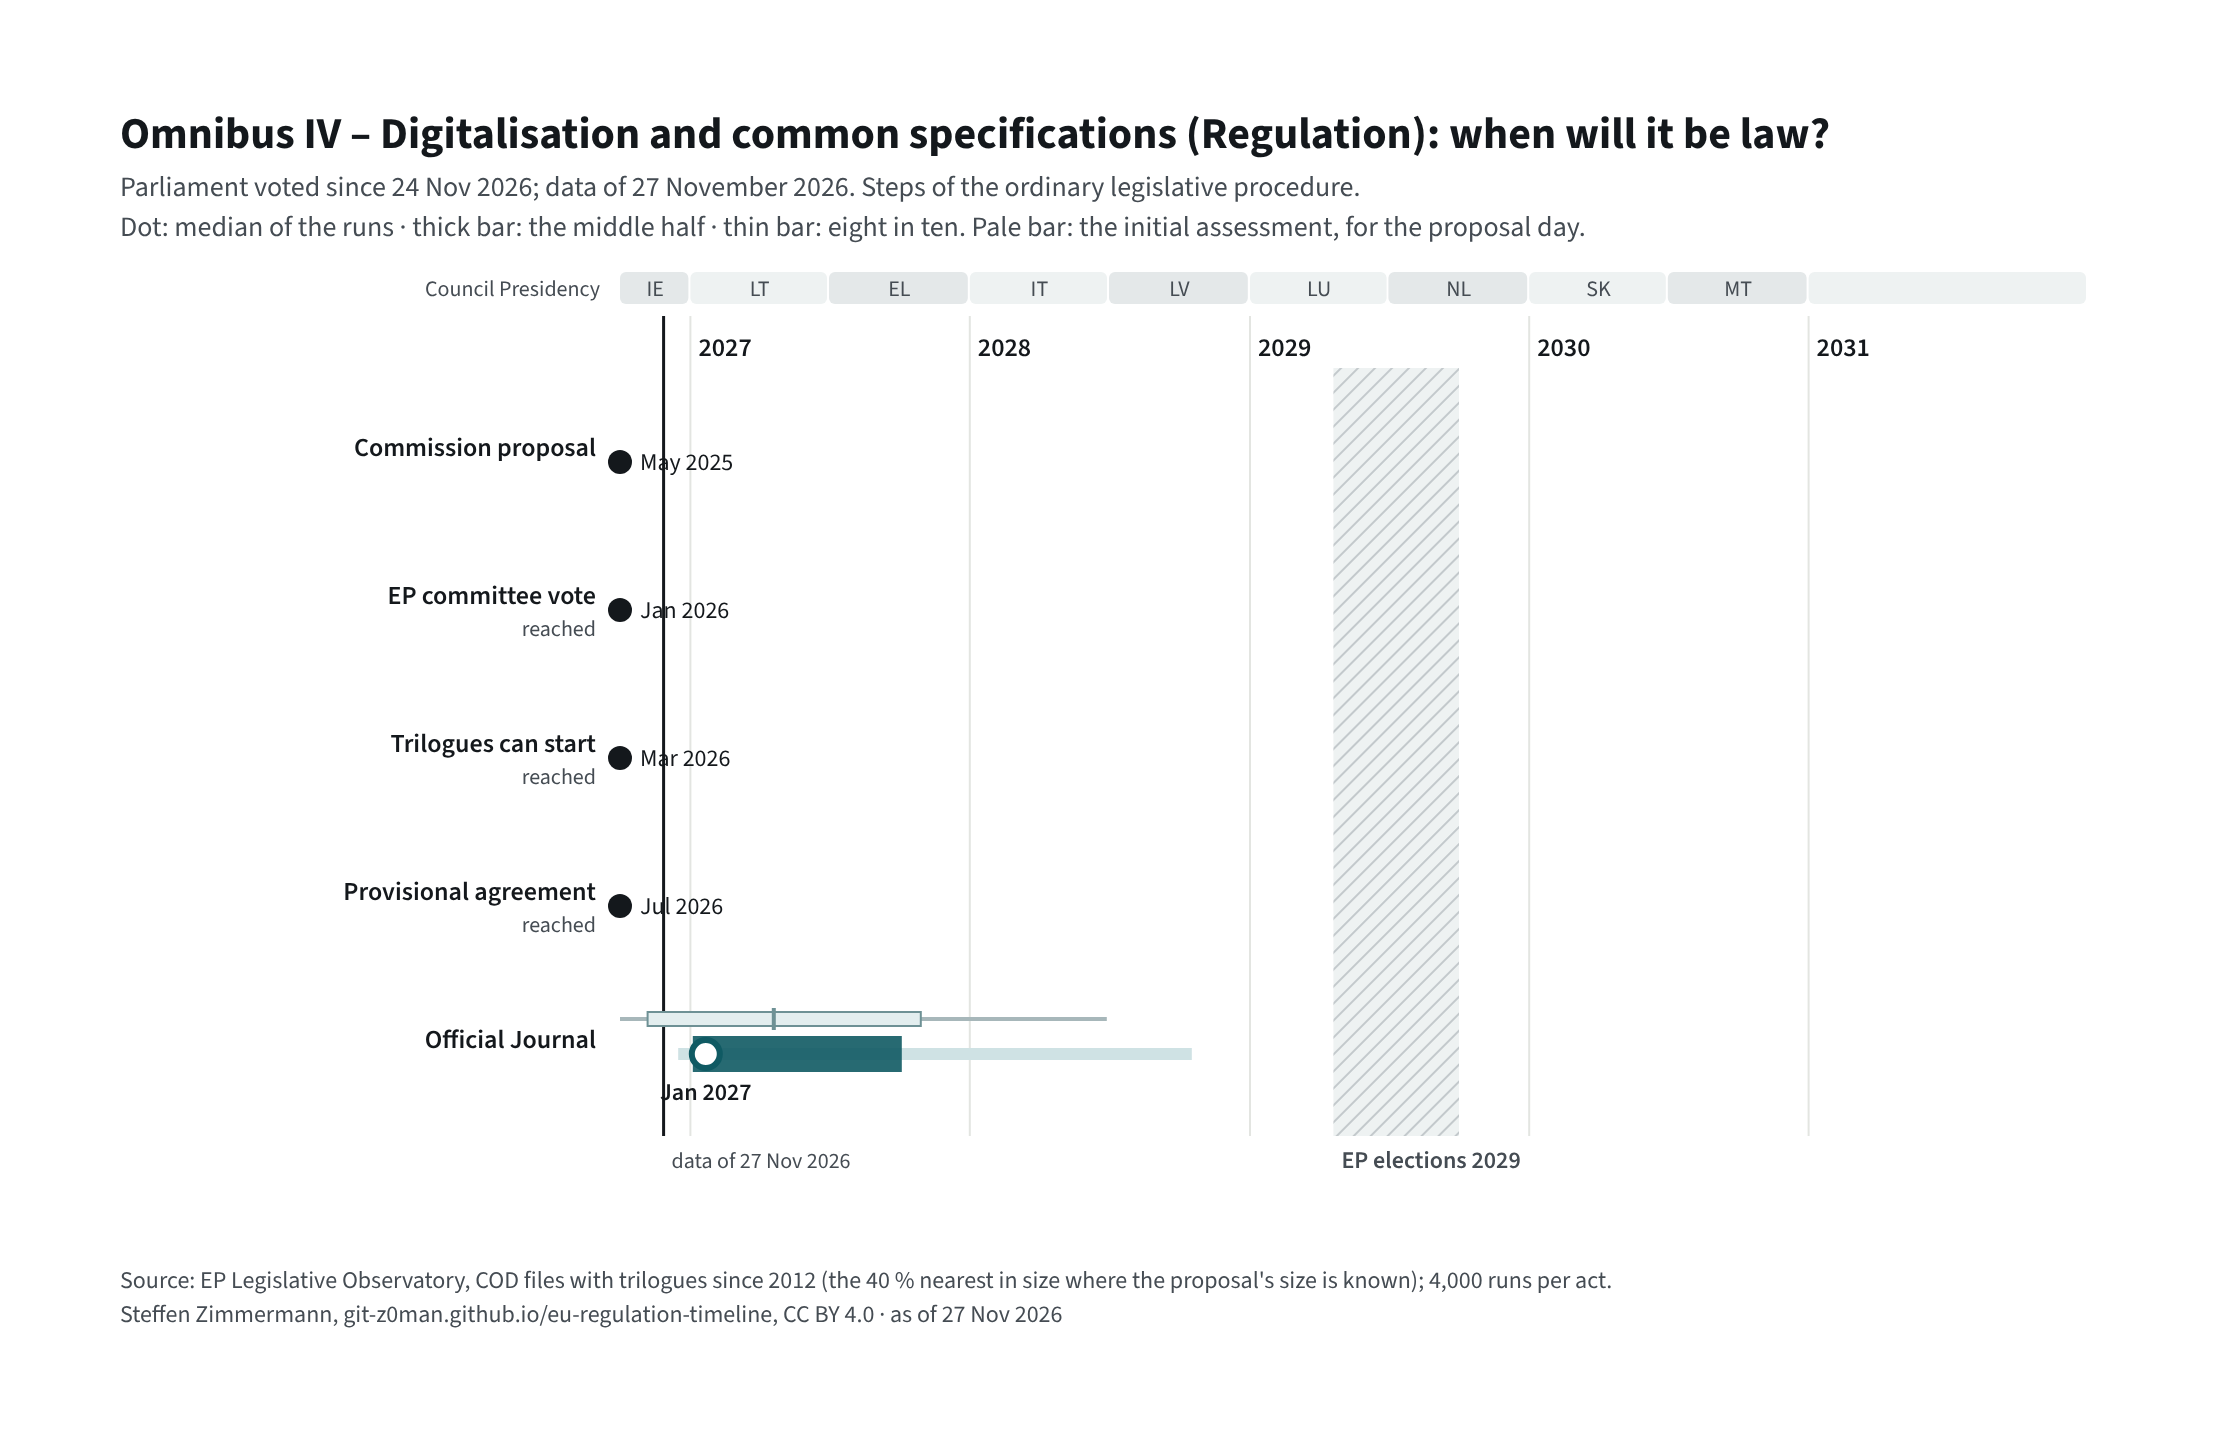 Omnibus IV – Digitalisation and common specifications (Regulation): when will it be law?
Parliament voted since 24 Nov 2026; data of 27 November 2026. Steps of the ordinary legislative procedure.
Dot: median of the runs · thick bar: the middle half · thin bar: eight in ten. Pale bar: the initial assessment, for the proposal day.
Council Presidency IE LT EL IT LV LU NL SK MT
2027 2028 2029 2030 2031
Commission proposal
May 2025
EP committee vote
Jan 2026
reached
Trilogues can start
Mar 2026
reached
Provisional agreement
Jul 2026
reached
Official Journal
Jan 2027
data of 27 Nov 2026 EP elections 2029
Source: EP Legislative Observatory, COD files with trilogues since 2012 (the 40 % nearest in size where the proposal's size is known); 4,000 runs per act.
Steffen Zimmermann, git-z0man.github.io/eu-regulation-timeline, CC BY 4.0 · as of 27 Nov 2026